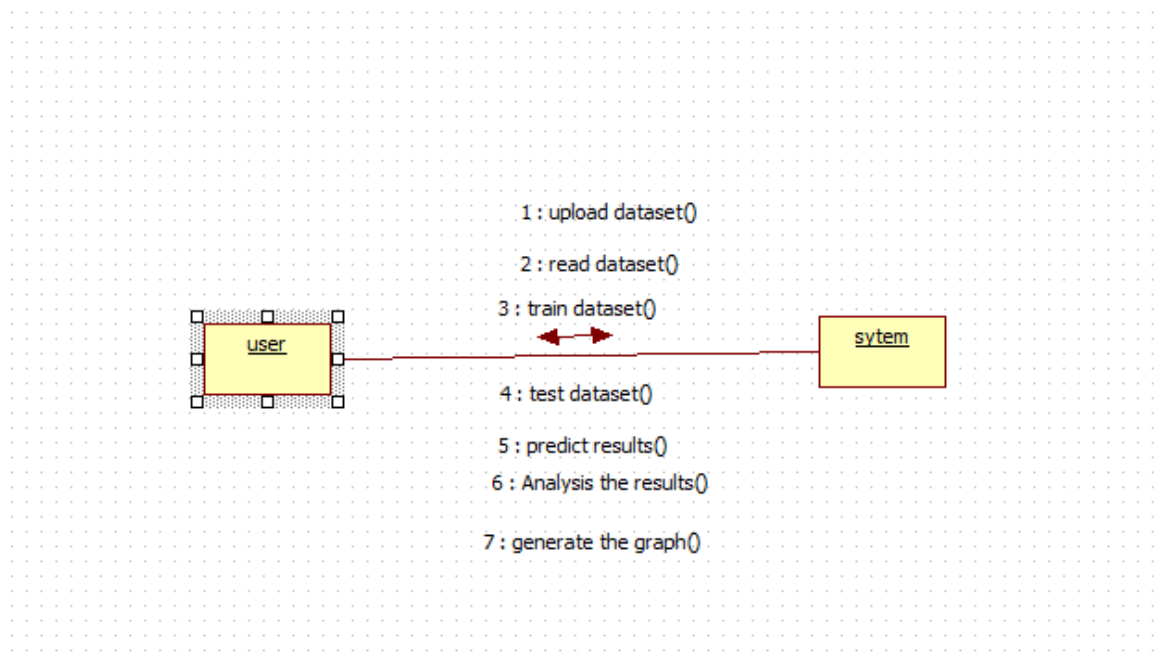 1 : upload dataset()
2 : read dataset()
3 : train dataset()
user
sytem
4 : test dataset()
5 : predict results()
6 : Analysis the results()
7 : generate the graph()